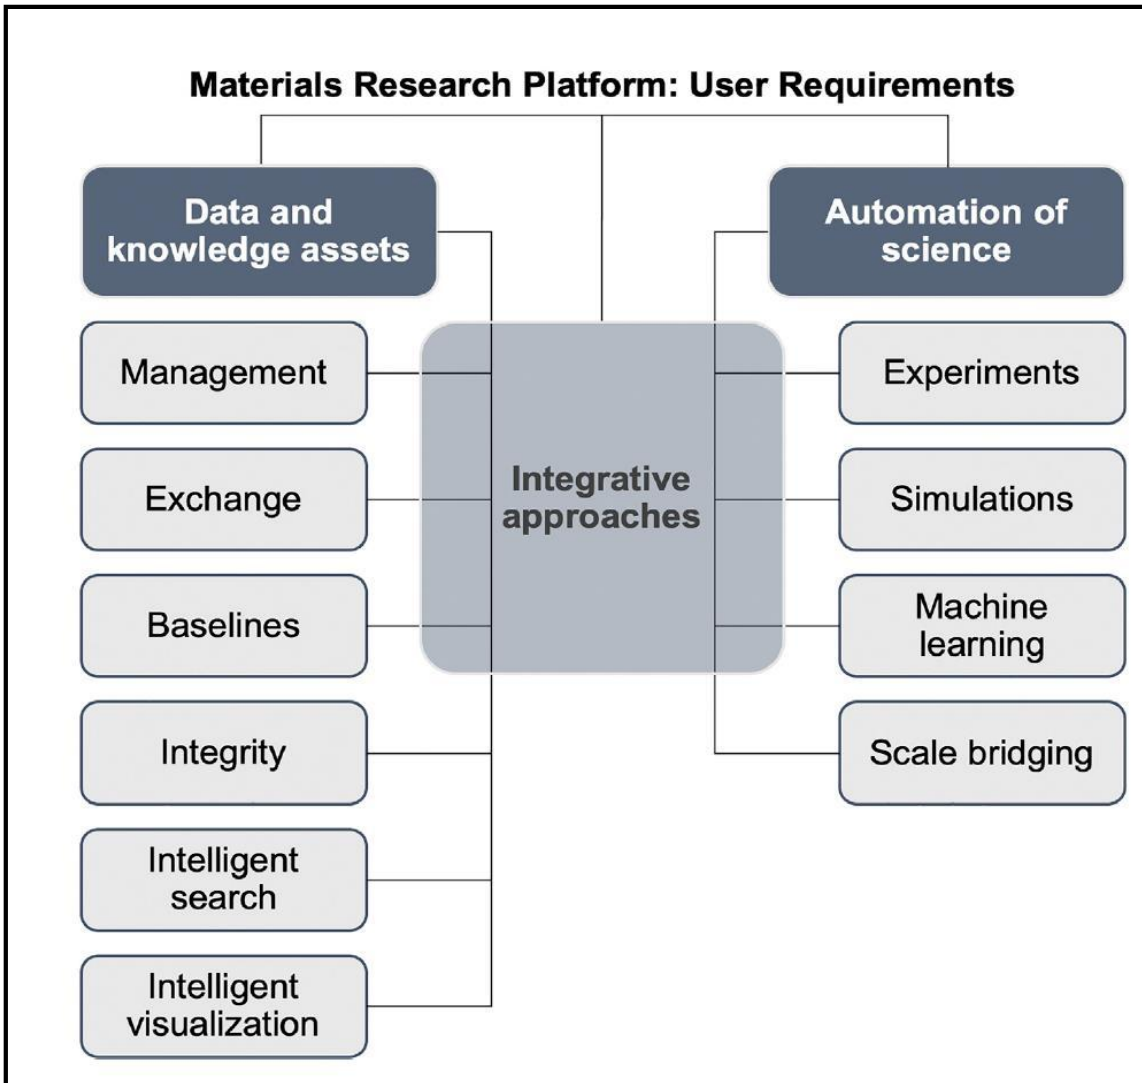 Materials Research Platform: User Requirements
Data and
knowledge assets
Management
Exchange
Baselines
Integrity
Intelligent
search
Intelligent
visualization
Integrative
approaches
Automation of
science
Experiments
Simulations
Machine
learning
Scale bridging